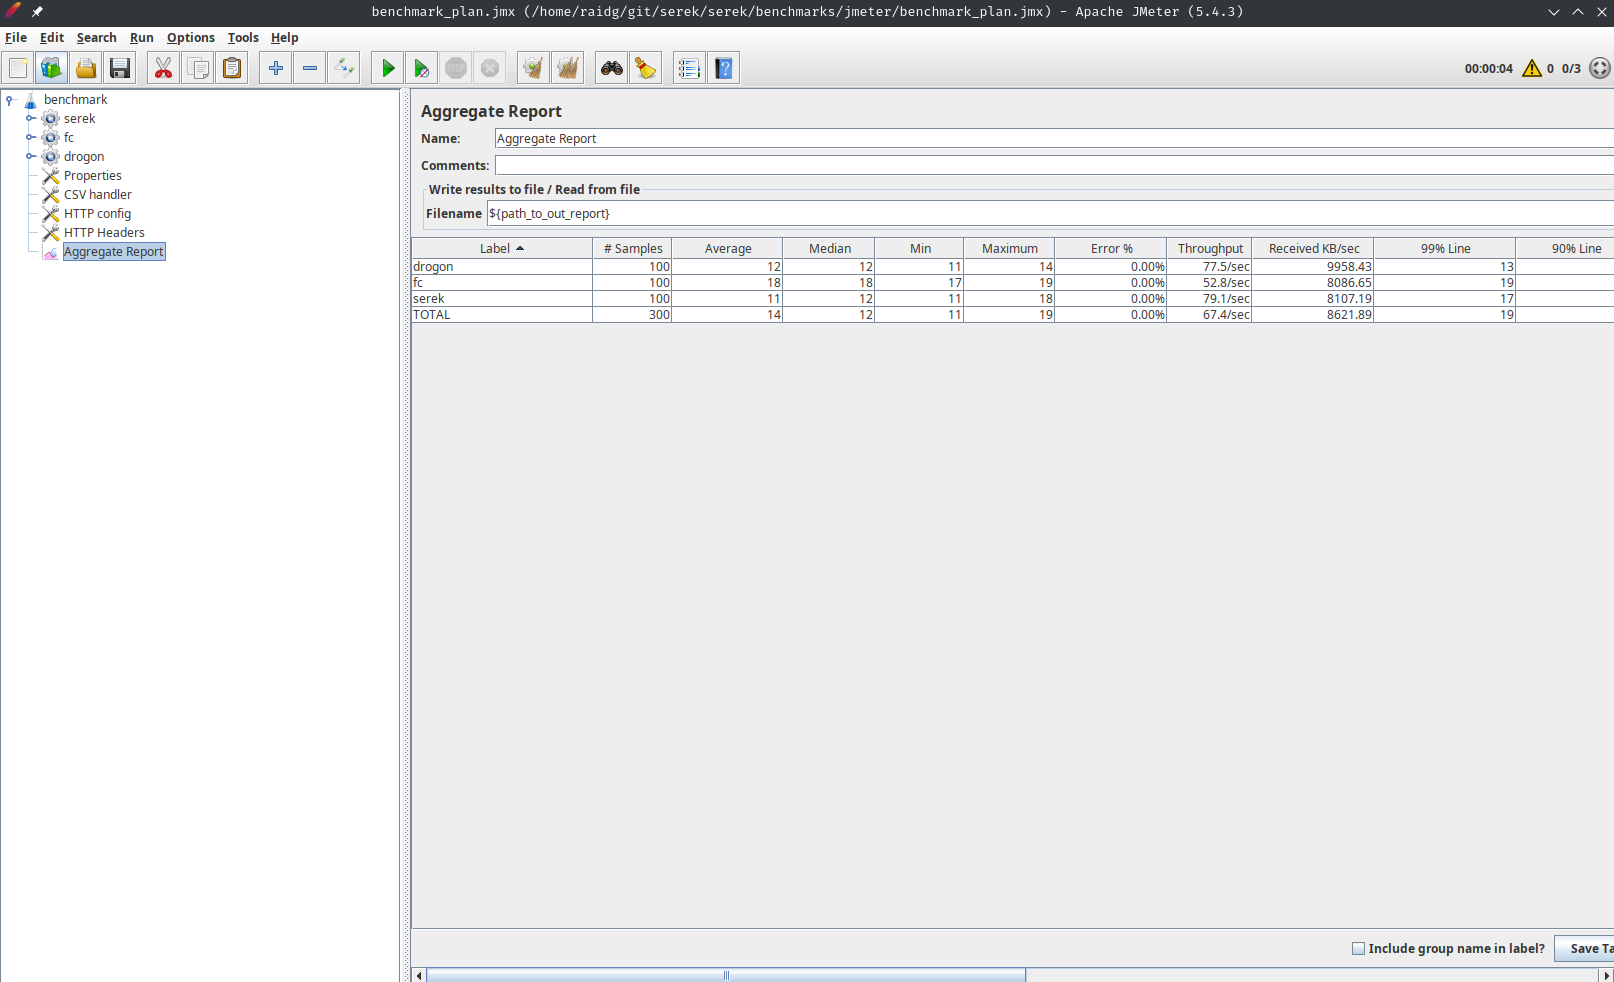 benchmark_plan.jmx (/home/raidg/git/serek/serek/benchmarks/jmeter/benchmark_plan.jmx) - Apache JMeter (5.4.3)
File Edit Search Run Options Tools Help
STOP 00:00:04 0 0/3
benchmark
serek
fc
drogon
Properties
CSV handler
HTTP config
HTTP Headers
Aggregate Report
Aggregate Report
Name: Aggregate Report
Comments:
Write results to file / Read from file
Filename ${path_to_out_report}
Label # Samples Average Median Min Maximum Error % Throughput Received KB/sec 99% Line 90% Line
drogon 100 12 12 11 14 0.00% 77.5/sec 9958.43 13
fc 100 18 18 17 19 0.00% 52.8/sec 8086.65 19
serek 100 11 12 11 18 0.00% 79.1/sec 8107.19 17
TOTAL 300 14 12 11 19 0.00% 67.4/sec 8621.89 19
Include group name in label? Save Ta